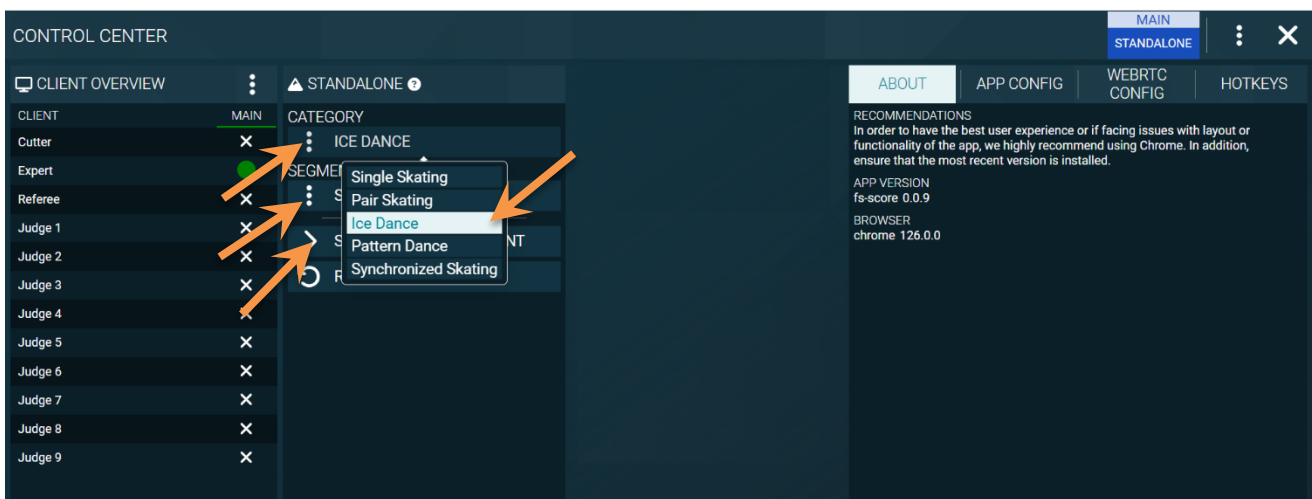 CONTROL CENTER
MAIN
STANDALONE
CLIENT OVERVIEW
CLIENT MAIN
Cutter
Expert
Referee
Judge 1
Judge 2
Judge 3
Judge 4
Judge 5
Judge 6
Judge 7
Judge 8
Judge 9
STANDALONE
CATEGORY
ICE DANCE
Single Skating
Pair Skating
Ice Dance
Pattern Dance
Synchronized Skating
ABOUT
APP CONFIG
WEBRTC
CONFIG
HOTKEYS
RECOMMENDATIONS
In order to have the best user experience or if facing issues with layout or
functionality of the app, we highly recommend using Chrome. In addition,
ensure that the most recent version is installed.
APP VERSION
fs-score 0.0.9
BROWSER
chrome 126.0.0